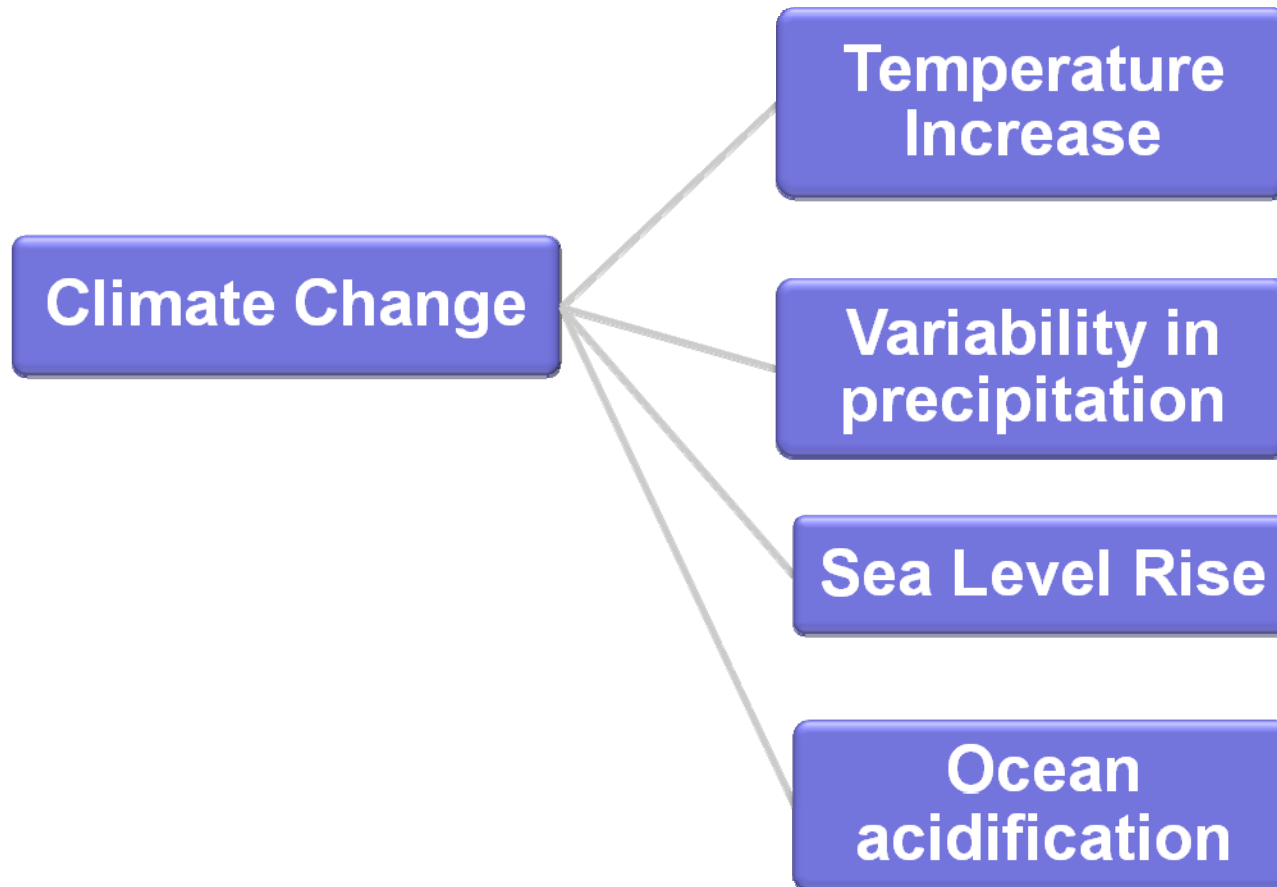 Temperature
Increase
Climate Change
Variability in
precipitation
Sea Level Rise
Ocean
acidification